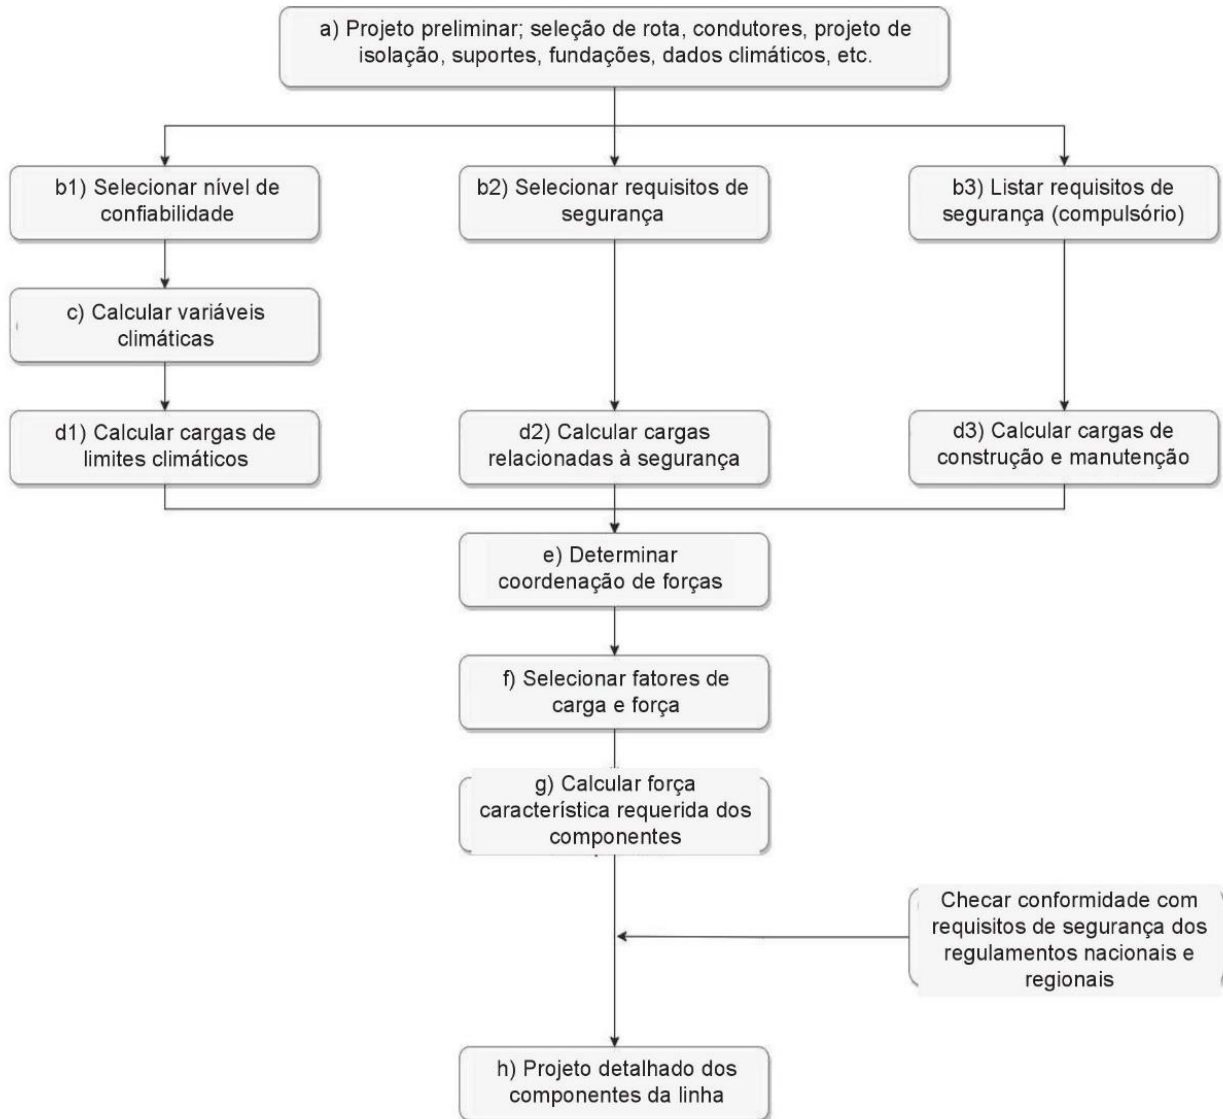 a) Projeto preliminar; seleção de rota, condutores, projeto de
isolação, suportes, fundações, dados climáticos, etc.
b1) Selecionar nível de
confiabilidade
b2) Selecionar requisitos de
segurança
b3) Listar requisitos de
segurança (compulsório)
c) Calcular variáveis
climáticas
d1) Calcular cargas de
limites climáticos
d2) Calcular cargas
relacionadas à segurança
d3) Calcular cargas de
construção e manutenção
e) Determinar
coordenação de forças
f) Selecionar fatores de
carga e força
g) Calcular força
característica requerida dos
componentes
Checar conformidade com
requisitos de segurança dos
regulamentos nacionais e
regionais
h) Projeto detalhado dos
componentes da linha